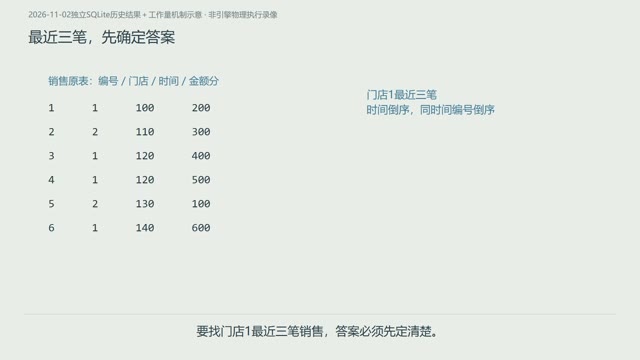 2026-11-02独立SQLite历史结果 + 工作量机制示意 · 非引擎物理执行录像
最近三笔，先确定答案
销售原表：编号 / 门店 / 时间 / 金额分
1 1 100 200
2 2 110 300
3 1 120 400
4 1 120 500
5 2 130 100
6 1 140 600
门店1最近三笔
时间倒序，同时间编号倒序
要找门店1最近三笔销售，答案必须先定清楚。